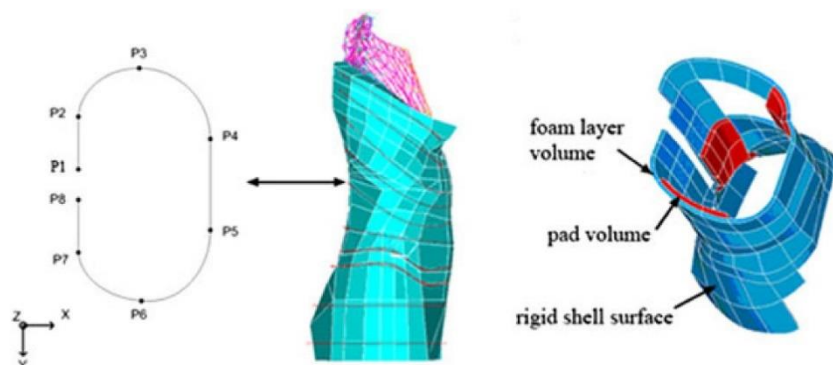 P3
P2
P4
P1
P8
P5
P7
P6
Z
X
foam layer
volume
pad volume
rigid shell surface